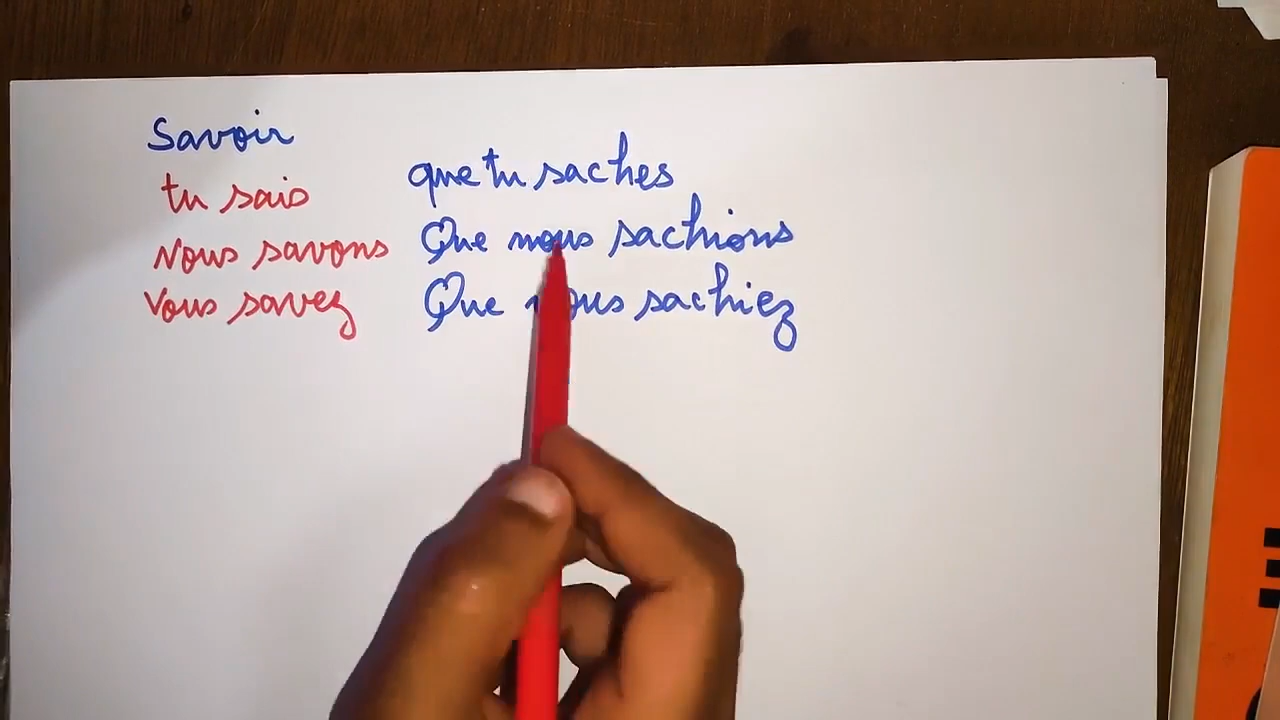 Savoir
tu sais
que tu saches
Nous savons
Que nous sachions
Vous savez
Que sachiez